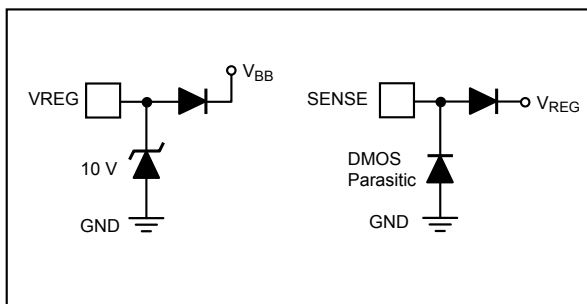 VREG
V_BB
10 V
GND
SENSE
V_REG
DMOS
Parasitic
GND